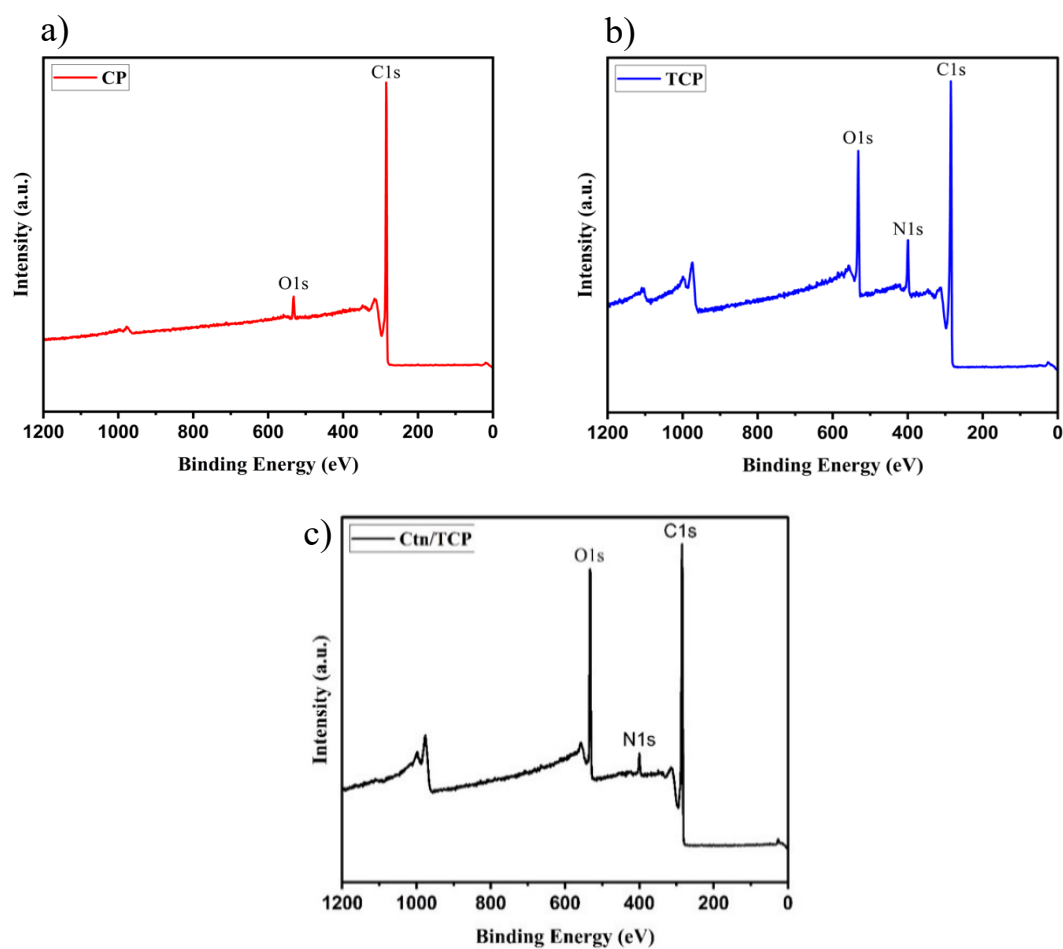 a)
CP
C1s
O1s
Intensity (a.u.)
1200 1000 800 600 400 200 0
Binding Energy (eV)
b)
TCP
C1s
O1s
N1s
Intensity (a.u.)
1200 1000 800 600 400 200 0
Binding Energy (eV)
c)
Ctn/TCP
C1s
O1s
N1s
Intensity (a.u.)
1200 1000 800 600 400 200 0
Binding Energy (eV)